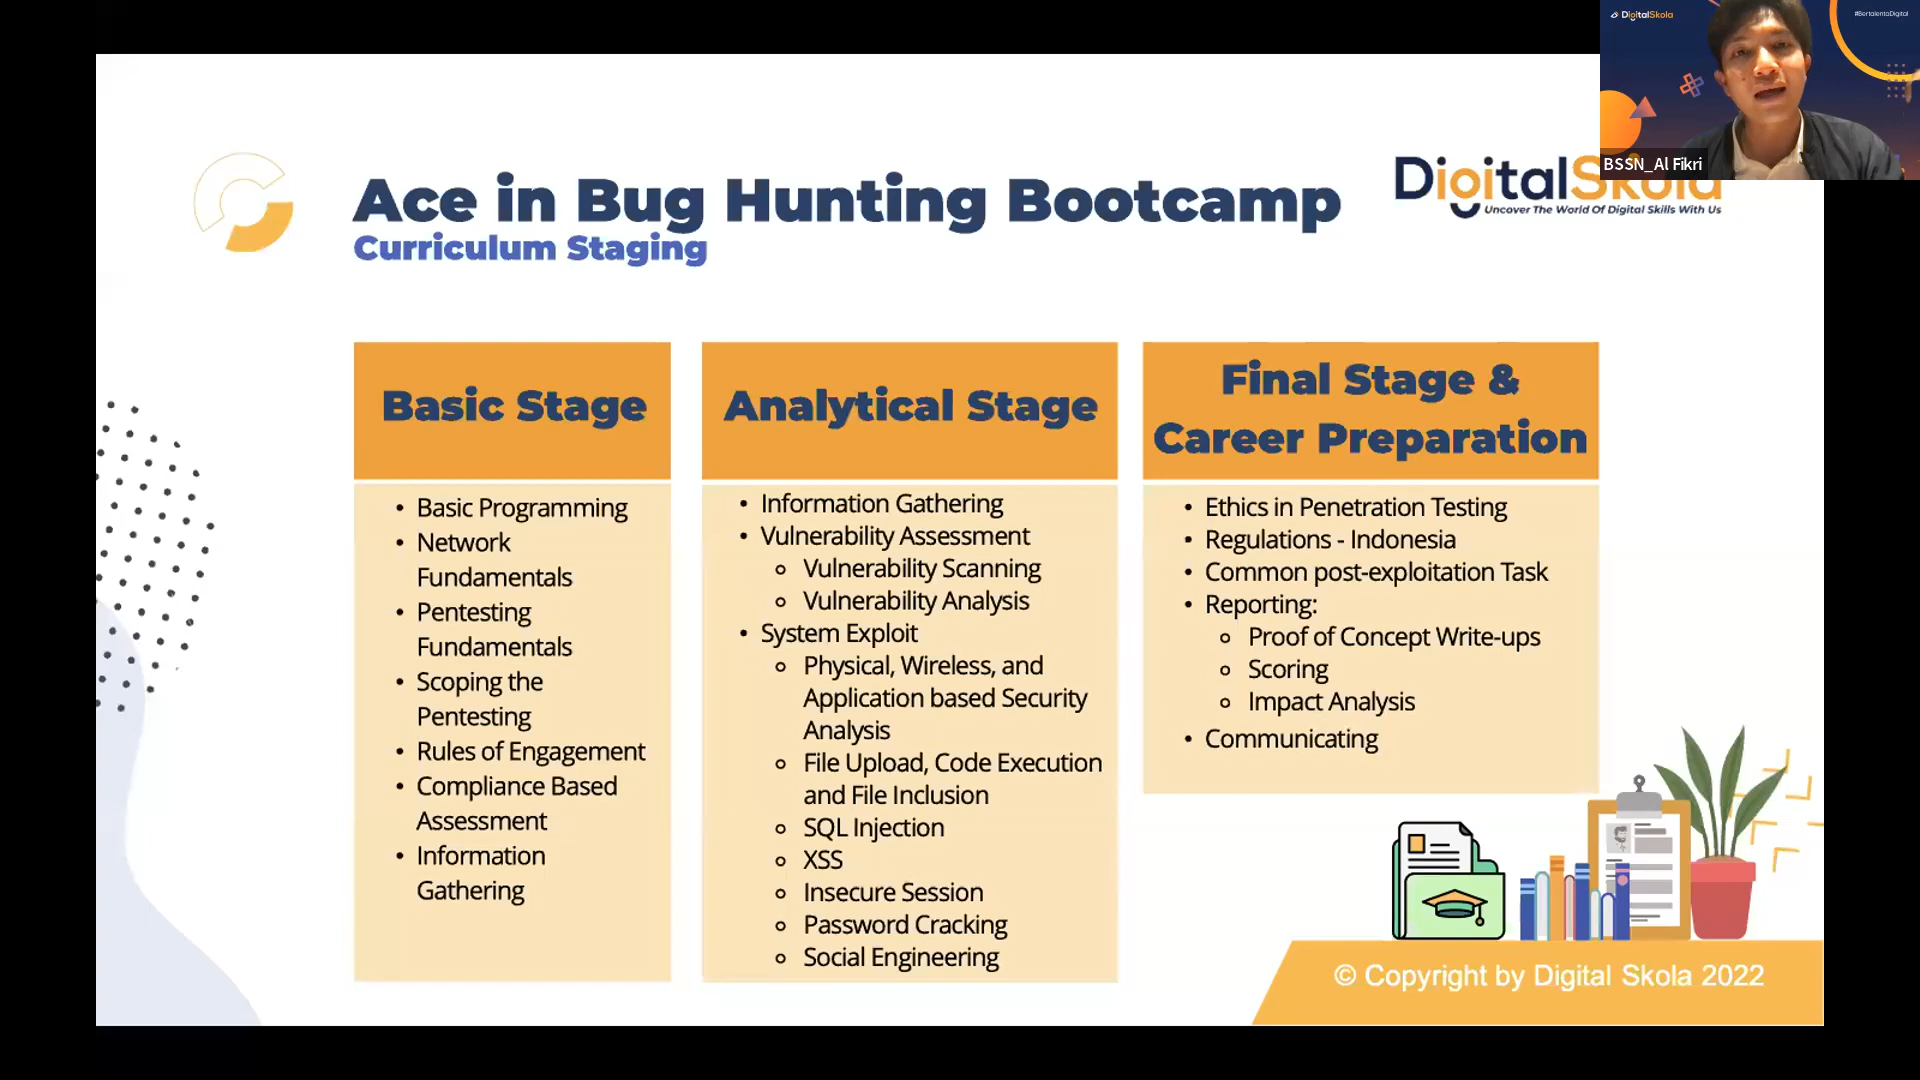 DigitalSkola
#BertalentaDigital
BSSN_Al Fikri
Ace in Bug Hunting Bootcamp
Curriculum Staging
DigitalSkola
Uncover The World Of Digital Skills With Us
Basic Stage
• Basic Programming
• Network
Fundamentals
• Pentesting
Fundamentals
• Scoping the
Pentesting
• Rules of Engagement
• Compliance Based
Assessment
• Information
Gathering
Analytical Stage
• Information Gathering
• Vulnerability Assessment
○ Vulnerability Scanning
○ Vulnerability Analysis
• System Exploit
○ Physical, Wireless, and
Application based Security
Analysis
○ File Upload, Code Execution
and File Inclusion
○ SQL Injection
○ XSS
○ Insecure Session
○ Password Cracking
○ Social Engineering
Final Stage &
Career Preparation
• Ethics in Penetration Testing
• Regulations - Indonesia
• Common post-exploitation Task
• Reporting:
○ Proof of Concept Write-ups
○ Scoring
○ Impact Analysis
• Communicating
© Copyright by Digital Skola 2022